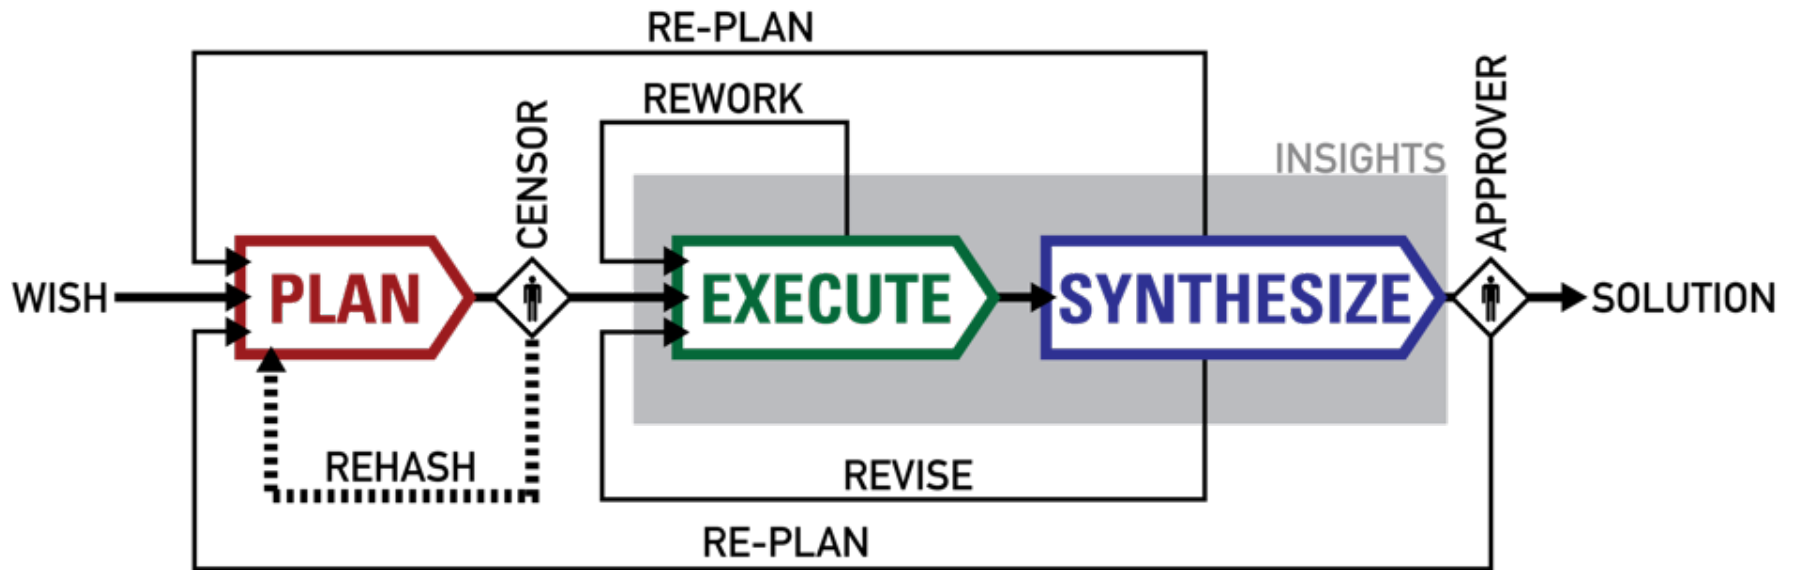 RE-PLAN
REWORK
CENSOR
INSIGHTS
APPROVER
WISH
PLAN
EXECUTE
SYNTHESIZE
SOLUTION
REHASH
REVISE
RE-PLAN